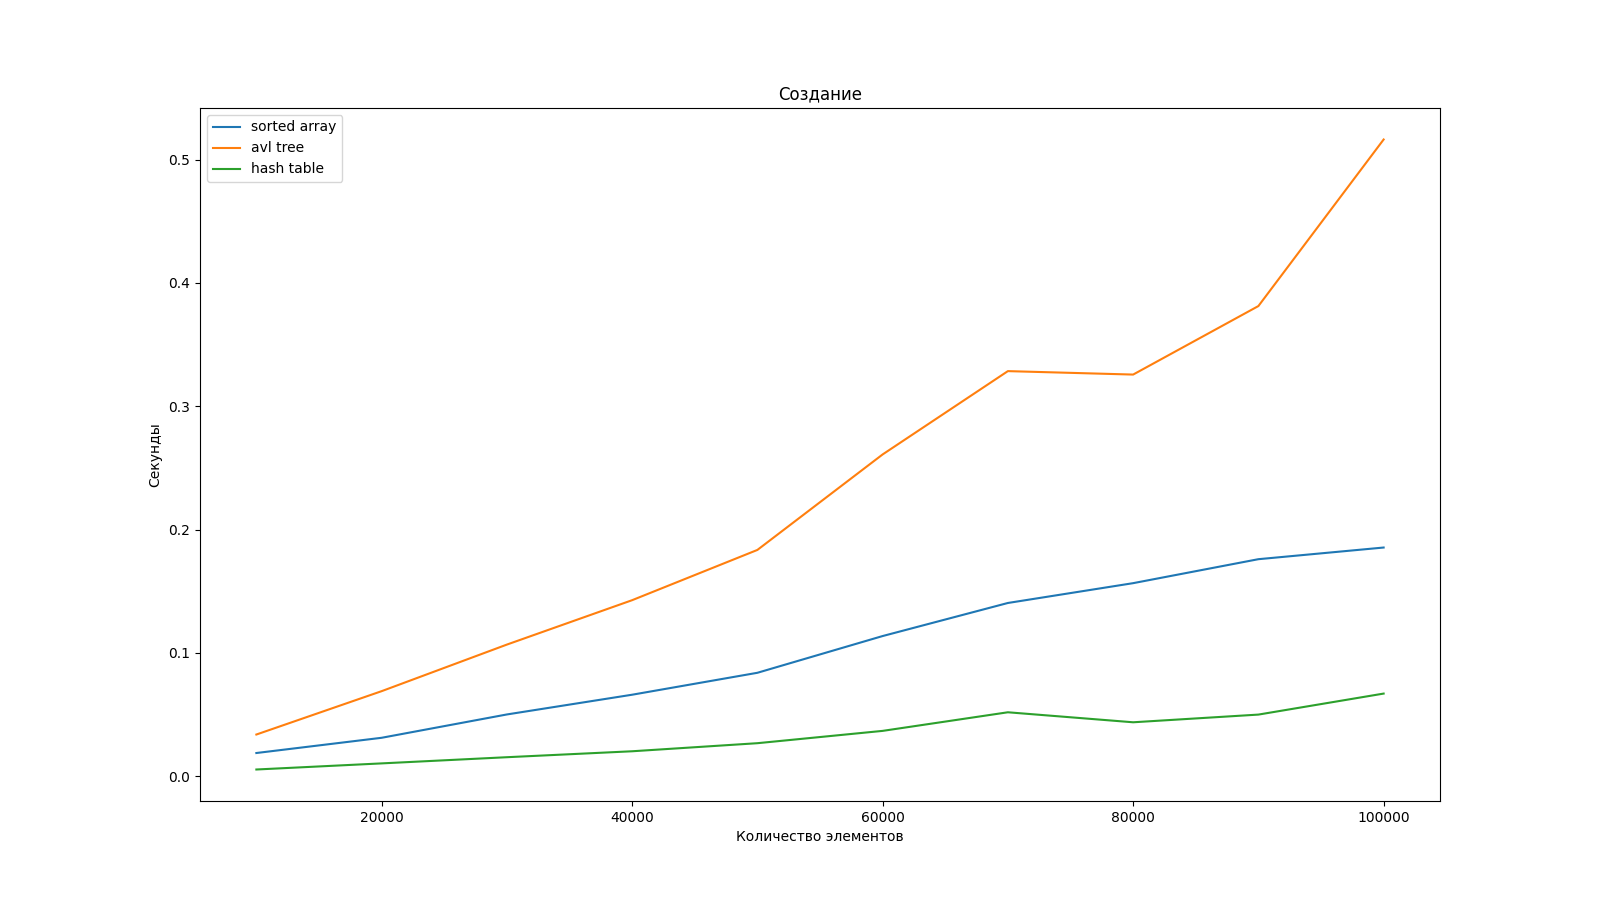 Создание
sorted array
avl tree
hash table
0.5
0.4
0.3
0.2
0.1
0.0
Секунды
20000
40000
60000
80000
100000
Количество элементов